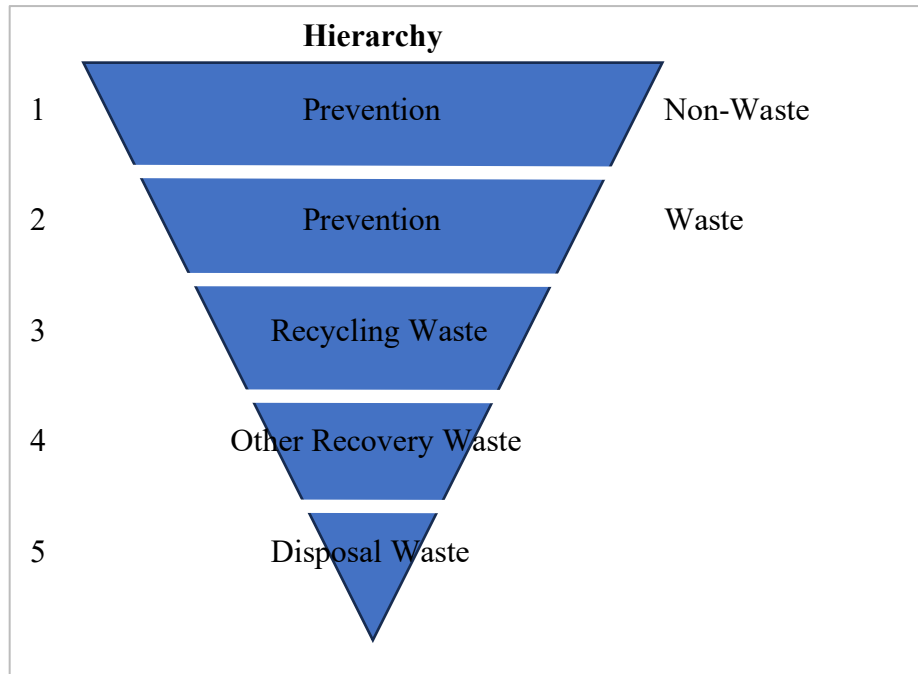 Hierarchy
1 Prevention Non-Waste
2 Prevention Waste
3 Recycling Waste
4 Other Recovery Waste
5 Disposal Waste